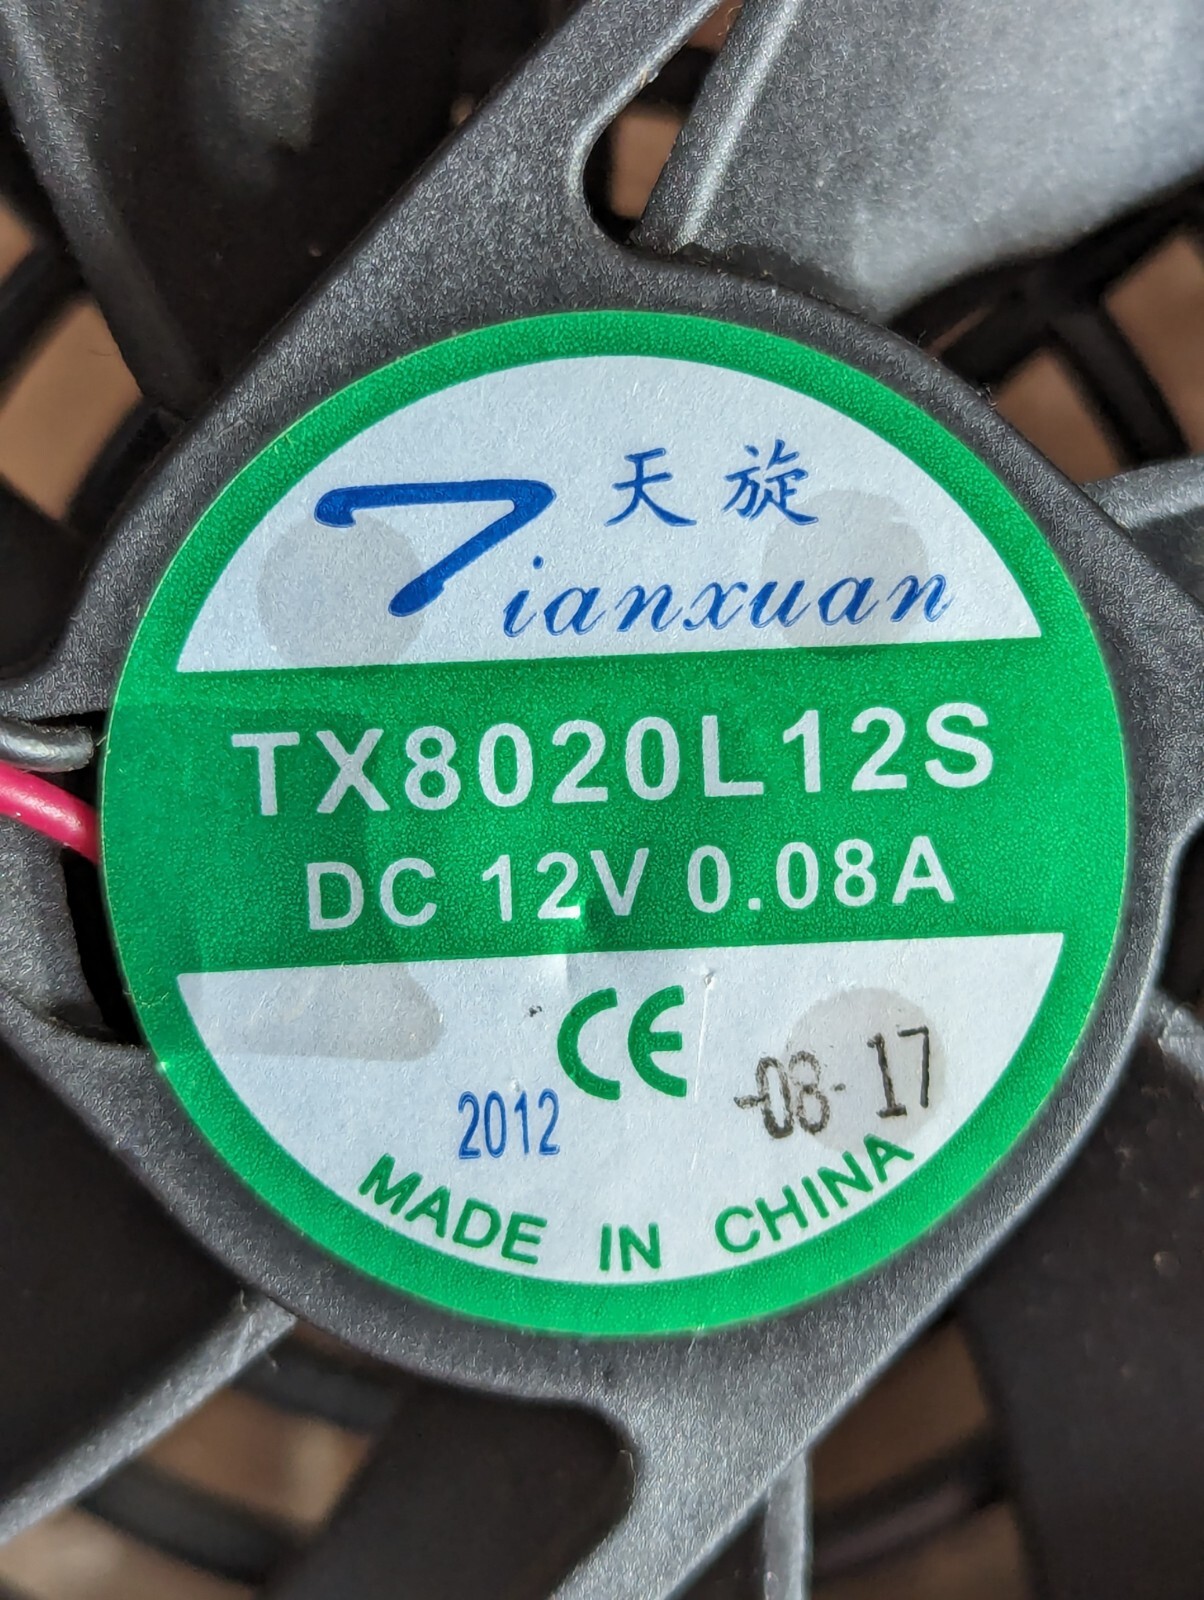 天旋
Tianxuan
TX8020L12S
DC 12V 0.08A
CE
2012 -08- 17
MADE IN CHINA